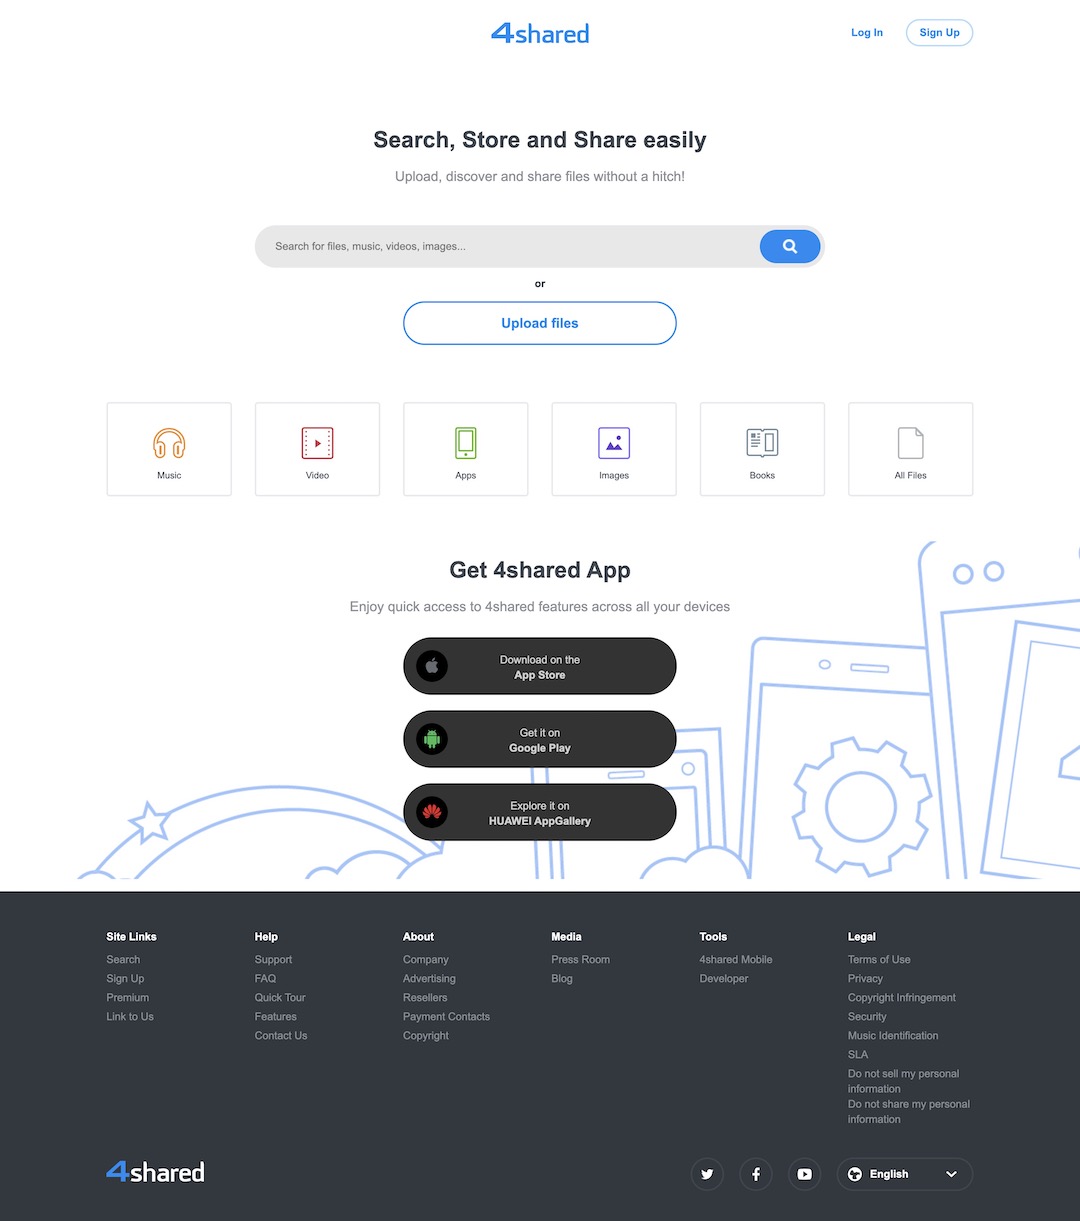 4shared
Log In
Sign Up
Search, Store and Share easily
Upload, discover and share files without a hitch!
Search for files, music, videos, images...
or
Upload files
Music
Video
Apps
Images
Books
All Files
Get 4shared App
Enjoy quick access to 4shared features across all your devices
Download on the
App Store
Get it on
Google Play
Explore it on
HUAWEI AppGallery
Site Links
Search
Sign Up
Premium
Link to Us
Help
Support
FAQ
Quick Tour
Features
Contact Us
About
Company
Advertising
Resellers
Payment Contacts
Copyright
Media
Press Room
Blog
Tools
4shared Mobile
Developer
Legal
Terms of Use
Privacy
Copyright Infringement
Security
Music Identification
SLA
Do not sell my personal
information
Do not share my personal
information
4shared
English